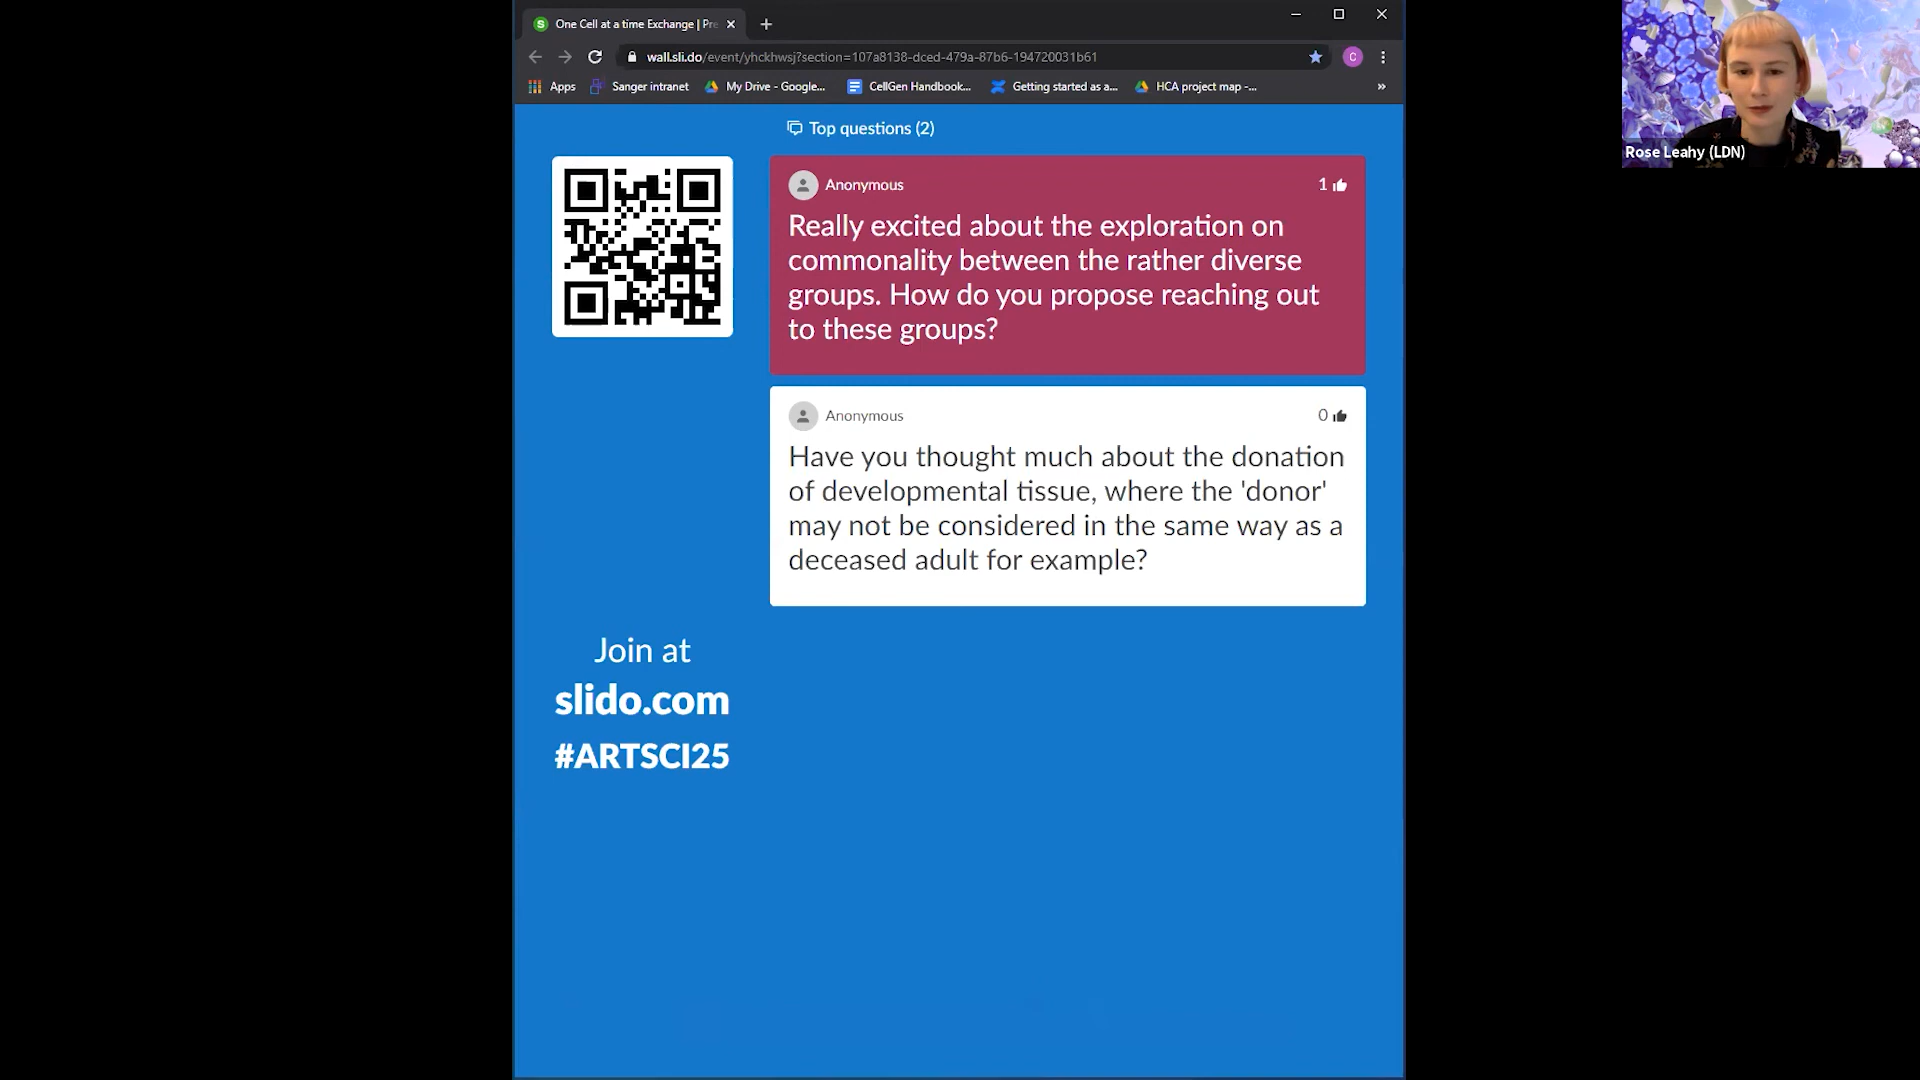 One Cell at a time Exchange | Pre
wall.sli.do/event/yhckhwsj?section=107a8138-dced-479a-87b6-194720031b61
C
Apps
Sanger intranet
My Drive - Google...
CellGen Handbook...
Getting started as a...
HCA project map -...
»
Top questions (2)
Anonymous
1
Really excited about the exploration on
commonality between the rather diverse
groups. How do you propose reaching out
to these groups?
Anonymous
0
Have you thought much about the donation
of developmental tissue, where the 'donor'
may not be considered in the same way as a
deceased adult for example?
Join at
slido.com
#ARTSCI25
Rose Leahy (LDN)